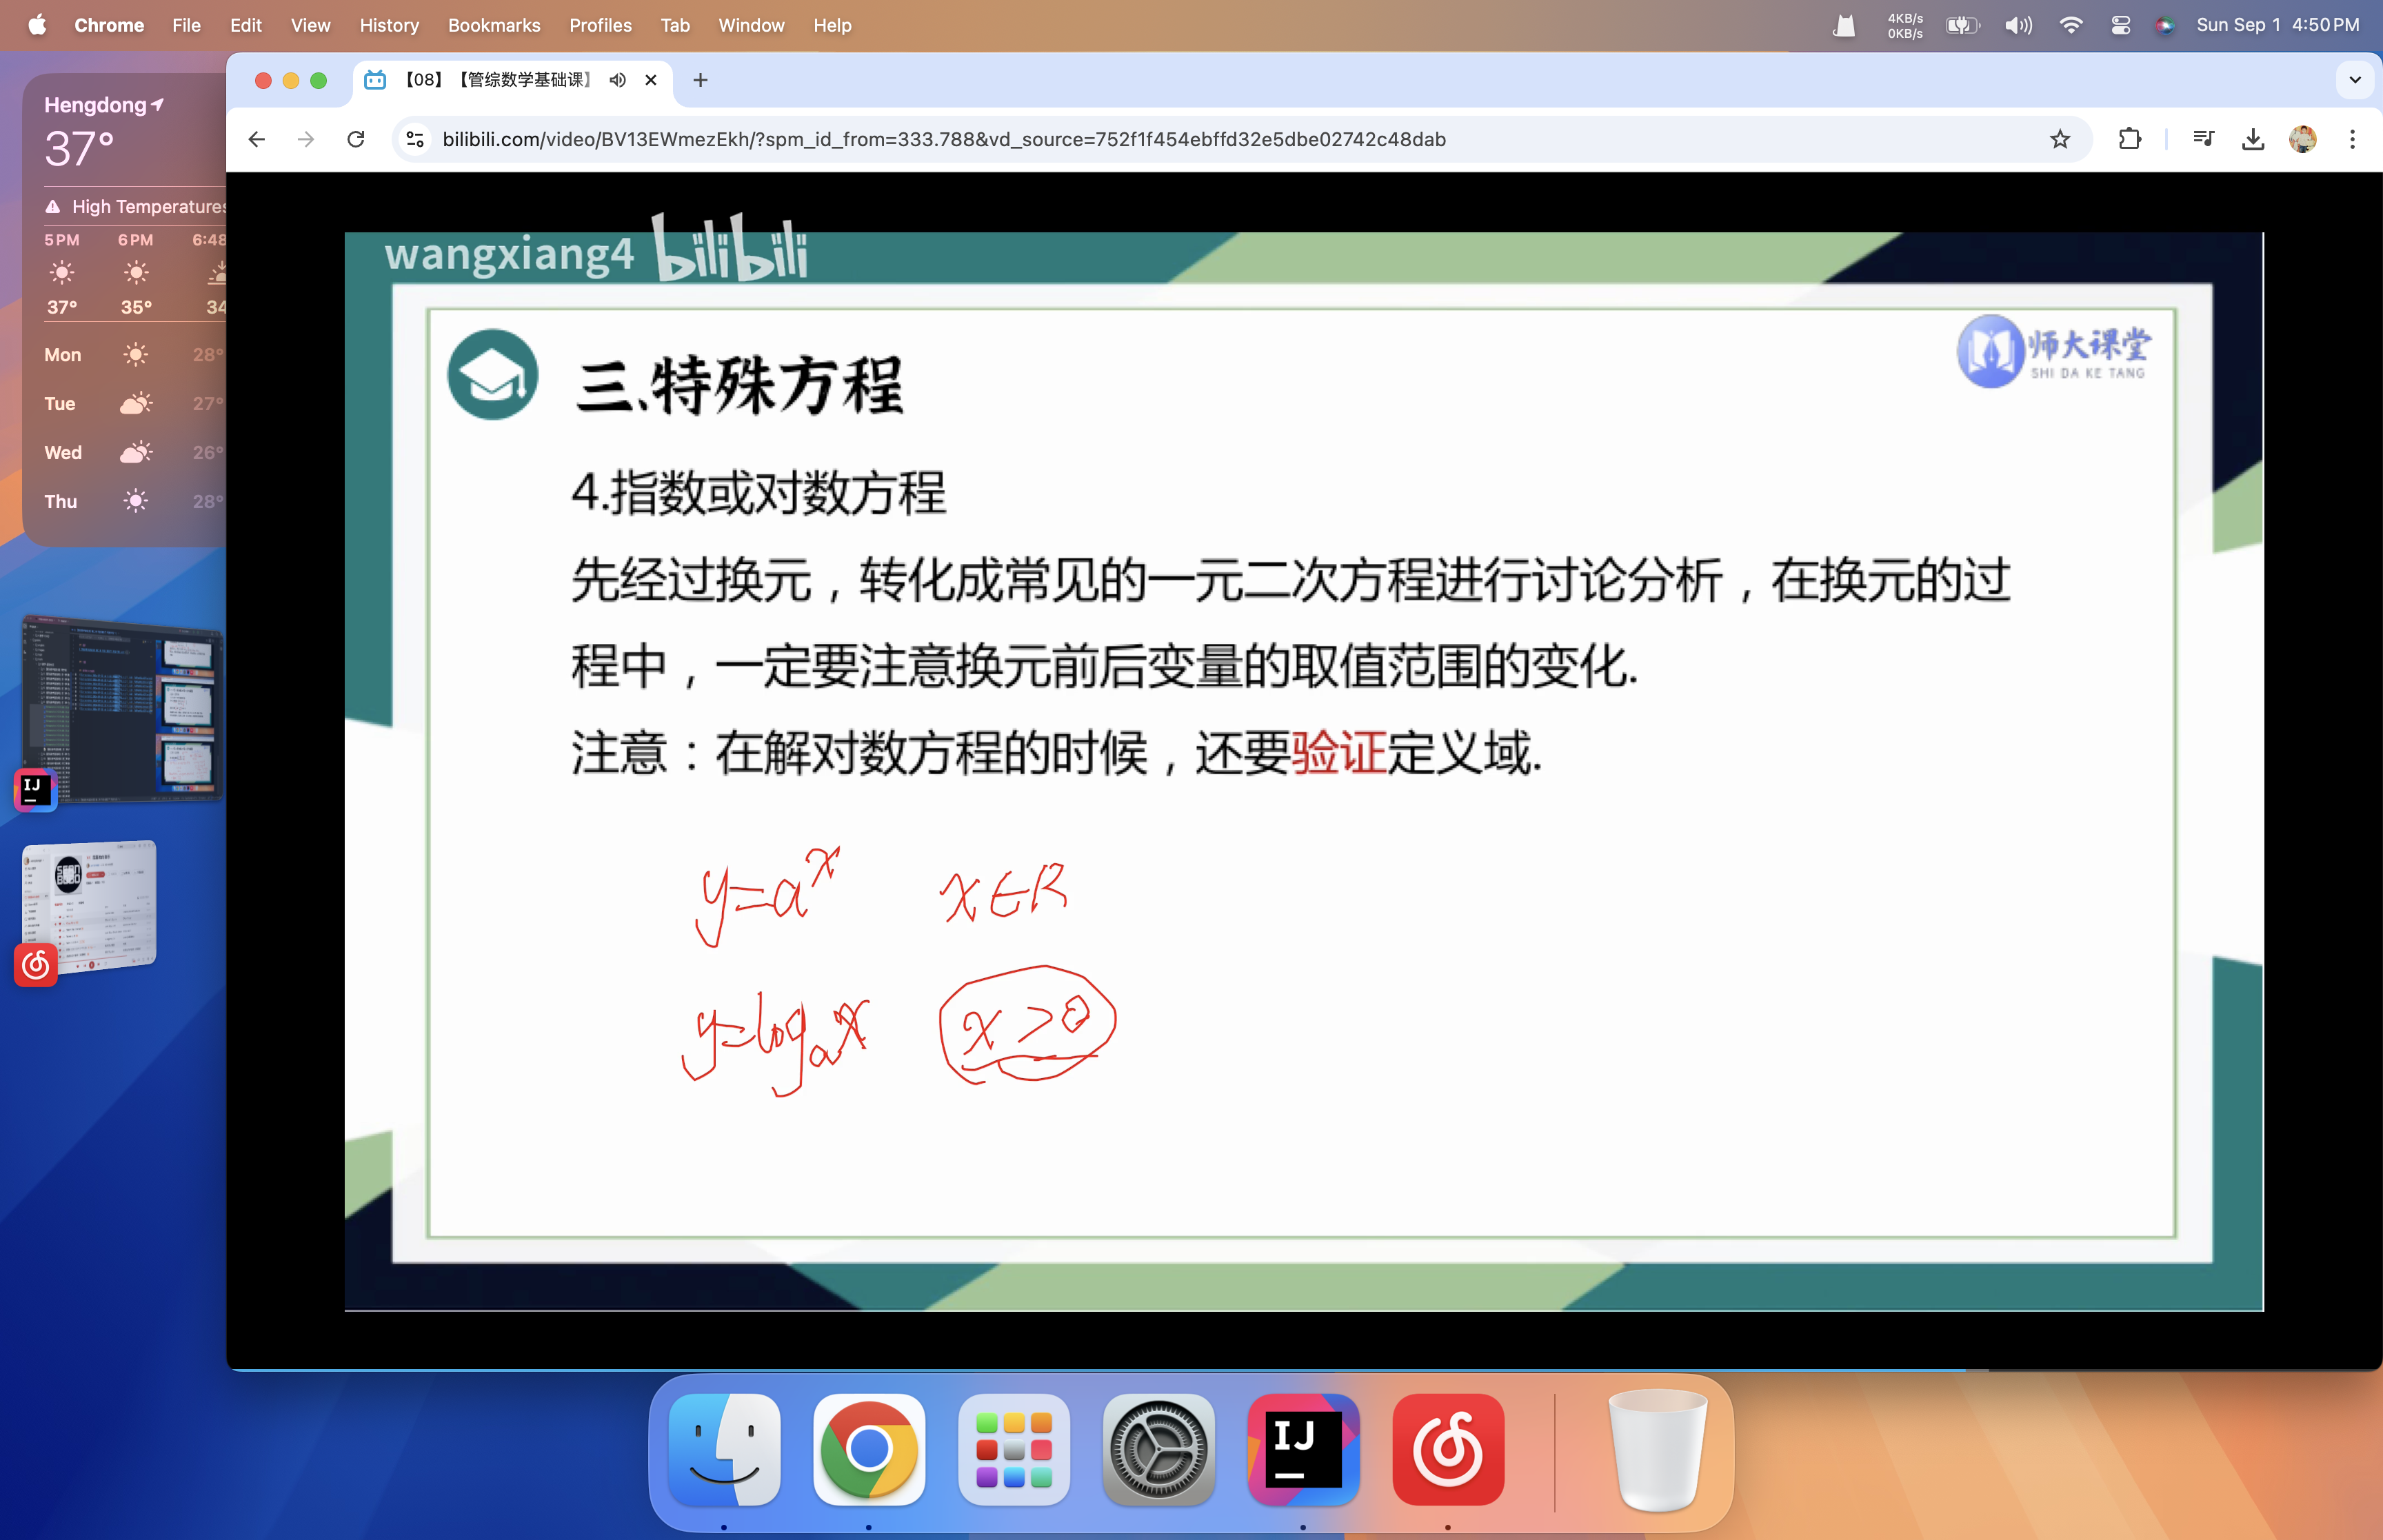 Chrome File Edit View History Bookmarks Profiles Tab Window Help
4KB/s
0KB/s
Sun Sep 1 4:50 PM
【08】【管综数学基础课】
bilibili.com/video/BV13EWmezEkh/?spm_id_from=333.788&vd_source=752f1f454ebffd32e5dbe02742c48dab
Hengdong
37°
High Temperatures
5PM 6PM 6:48
37° 35° 34
Mon 28°
Tue 27°
Wed 26°
Thu 28°
wangxiang4 bilibili
师大课堂
SHI DA KE TANG
三.特殊方程
4.指数或对数方程
先经过换元，转化成常见的一元二次方程进行讨论分析，在换元的过
程中，一定要注意换元前后变量的取值范围的变化.
注意：在解对数方程的时候，还要验证定义域.
y=a^x x∈R
y=log_a x x>0
IJ
IJ